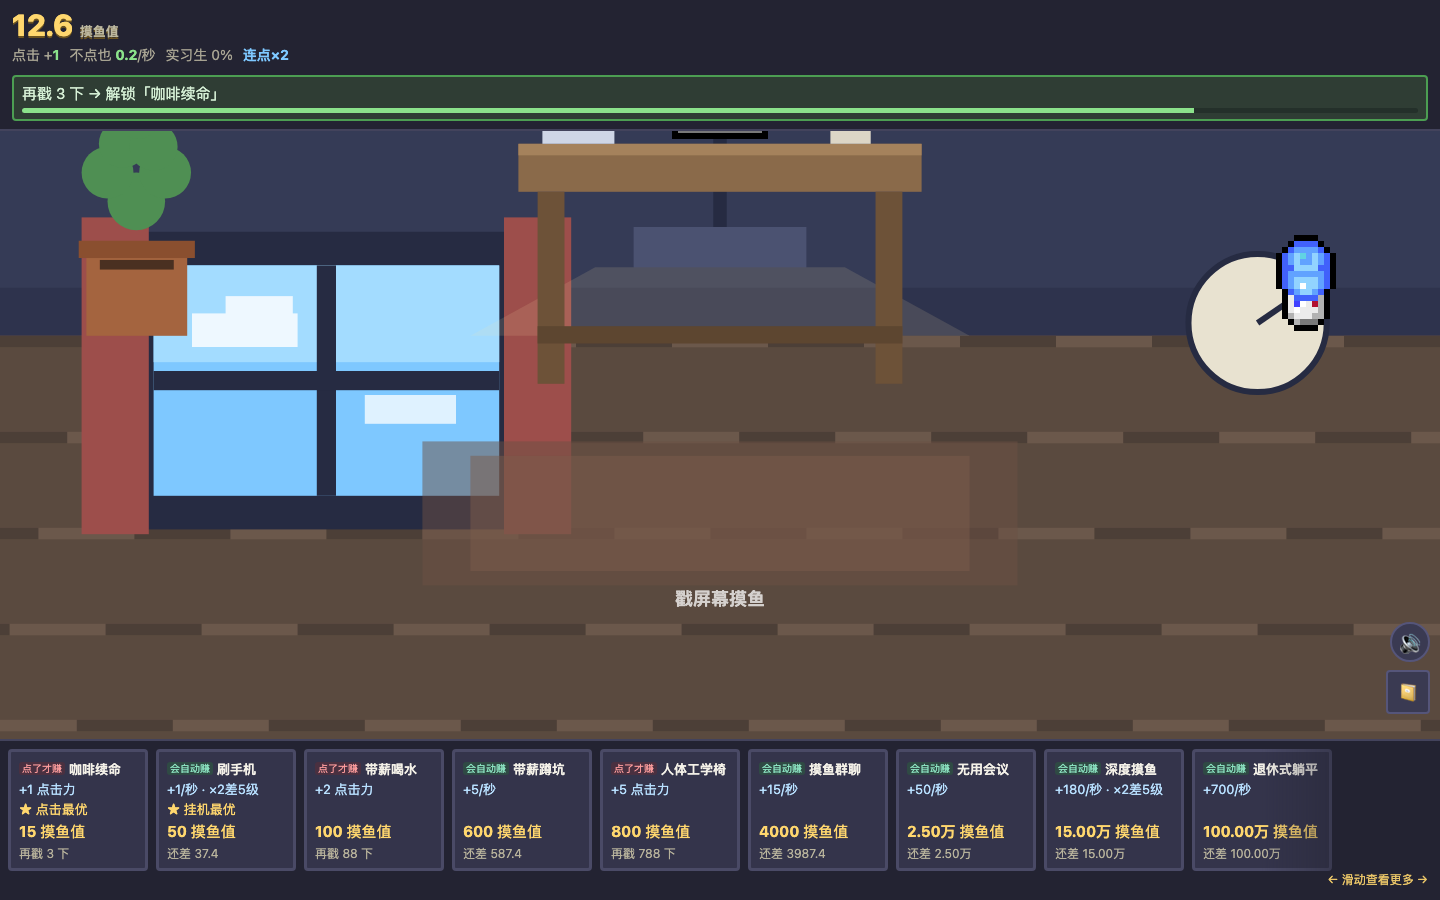 12.6 摸鱼值
点击 +1 不点也 0.2/秒 实习生 0% 连点×2
再戳 3 下 → 解锁「咖啡续命」
戳屏幕摸鱼
点了才赚 咖啡续命
+1 点击力
★ 点击最优
15 摸鱼值
再戳 3 下
会自动赚 刷手机
+1/秒 · ×2差5级
★ 挂机最优
50 摸鱼值
还差 37.4
点了才赚 带薪喝水
+2 点击力
100 摸鱼值
再戳 88 下
会自动赚 带薪蹲坑
+5/秒
600 摸鱼值
还差 587.4
点了才赚 人体工学椅
+5 点击力
800 摸鱼值
再戳 788 下
会自动赚 摸鱼群聊
+15/秒
4000 摸鱼值
还差 3987.4
会自动赚 无用会议
+50/秒
2.50万 摸鱼值
还差 2.50万
会自动赚 深度摸鱼
+180/秒 · ×2差5级
15.00万 摸鱼值
还差 15.00万
会自动赚 退休式躺平
+700/秒
100.00万 摸鱼值
还差 100.00万
← 滑动查看更多 →